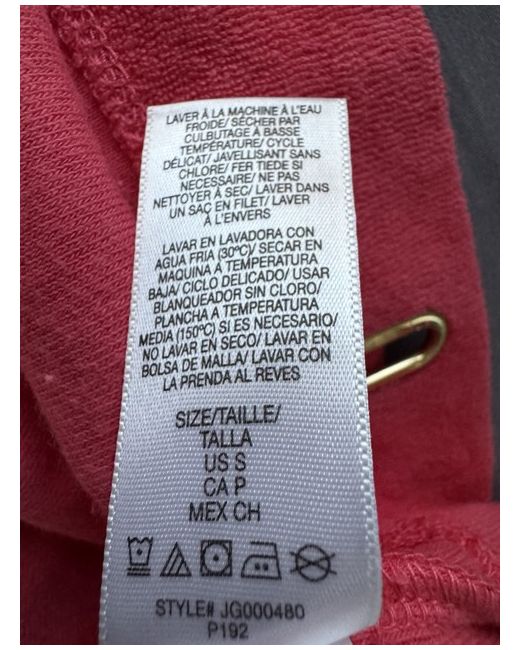 LAVER À LA MACHINE À L'EAU
FROIDE/ SÉCHER PAR
CULBUTAGE À BASSE
TEMPÉRATURE/ CYCLE
DÉLICAT/ JAVELLISANT SANS
CHLORE/ FER TIEDE SI
NECESSAIRE/ NE PAS
NETTOYER À SEC/ LAVER DANS
UN SAC EN FILET/ LAVER
À L'ENVERS
LAVAR EN LAVADORA CON
AGUA FRIA (30ºC)/ SECAR EN
MAQUINA A TEMPERATURA
BAJA/ CICLO DELICADO/ USAR
BLANQUEADOR SIN CLORO/
PLANCHA A TEMPERATURA
MEDIA (150ºC) SI ES NECESARIO/
NO LAVAR EN SECO/ LAVAR EN
BOLSA DE MALLA/ LAVAR CON
LA PRENDA AL REVES
SIZE/TAILLE/
TALLA
US S
CA P
MEX CH
STYLE# JG000480
P192